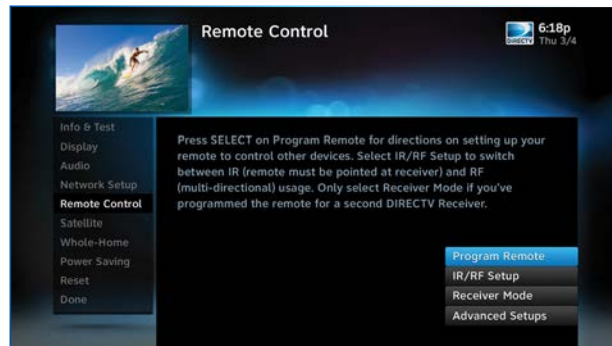 Remote Control
DIRECTV
6:18p
Thu 3/4
Info & Test
Display
Audio
Network Setup
Remote Control
Satellite
Whole-Home
Power Saving
Reset
Done
Press SELECT on Program Remote for directions on setting up your
remote to control other devices. Select IR/RF Setup to switch
between IR (remote must be pointed at receiver) and RF
(multi-directional) usage. Only select Receiver Mode if you've
programmed the remote for a second DIRECTV Receiver.
Program Remote
IR/RF Setup
Receiver Mode
Advanced Setups